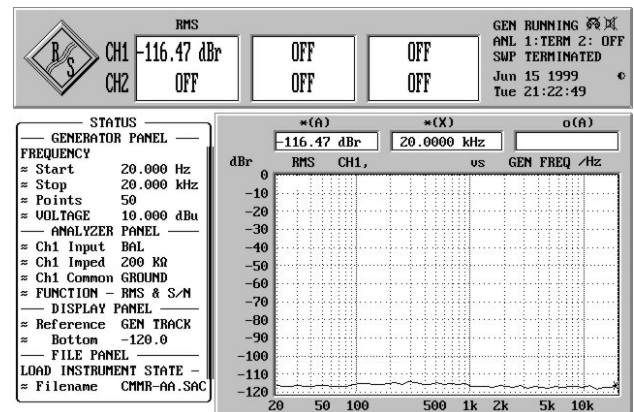 RMS
R S
CH1 -116.47 dBr OFF OFF
CH2 OFF OFF OFF
GEN RUNNING
ANL 1:TERM 2: OFF
SWP TERMINATED
Jun 15 1999
Tue 21:22:49
STATUS
GENERATOR PANEL
FREQUENCY
≈ Start 20.000 Hz
≈ Stop 20.000 kHz
≈ Points 50
≈ VOLTAGE 10.000 dBu
ANALYZER PANEL
≈ Ch1 Input BAL
≈ Ch1 Imped 200 KΩ
≈ Ch1 Common GROUND
≈ FUNCTION - RMS & S/N
DISPLAY PANEL
≈ Reference GEN TRACK
≈ Bottom -120.0
FILE PANEL
LOAD INSTRUMENT STATE -
≈ Filename CMMR-AA.SAC
*(A) *(X) o(A)
-116.47 dBr 20.0000 kHz
dBr RMS CH1, vs GEN FREQ /Hz
0
-10
-20
-30
-40
-50
-60
-70
-80
-90
-100
-110
-120
20 50 100 500 1k 2k 5k 10k